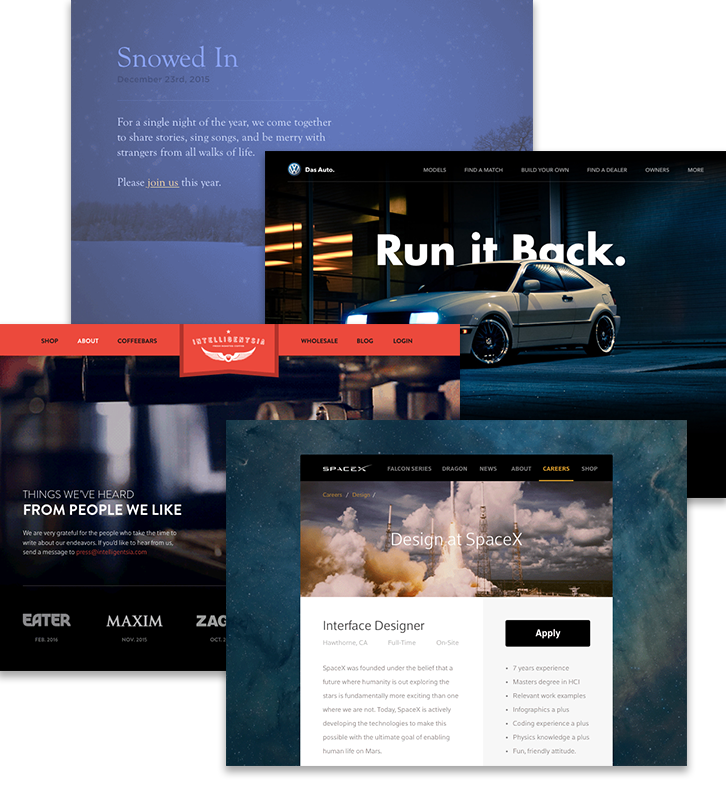 Snowed In
December 23rd, 2015
For a single night of the year, we come together
to share stories, sing songs, and be merry with
strangers from all walks of life.
Please join us this year.
Das Auto.
MODELS
FIND A MATCH
BUILD YOUR OWN
FIND A DEALER
OWNERS
MORE
Run it Back.
SHOP
ABOUT
COFFEEBARS
INTELLIGENTSIA
WHOLESALE
BLOG
LOGIN
THINGS WE'VE HEARD
FROM PEOPLE WE LIKE
We are very grateful for the people who take the time to
write about our endeavors. If you'd like to hear from us,
send a message to press@intelligentsia.com
EATER
MAXIM
ZAG
FEB. 2016
NOV. 2015
OCT. 2
SPACEX
FALCON SERIES
DRAGON
NEWS
ABOUT
CAREERS
SHOP
Careers / Design /
Design at SpaceX
Interface Designer
Hawthorne, CA
Full-Time
On-Site
SpaceX was founded under the belief that a
future where humanity is out exploring the
stars is fundamentally more exciting than one
where we are not. Today, SpaceX is actively
developing the technologies to make this
possible with the ultimate goal of enabling
human life on Mars.
Apply
• 7 years experience
• Masters degree in HCI
• Relevant work examples
• Infographics a plus
• Coding experience a plus
• Physics knowledge a plus
• Fun, friendly attitude.